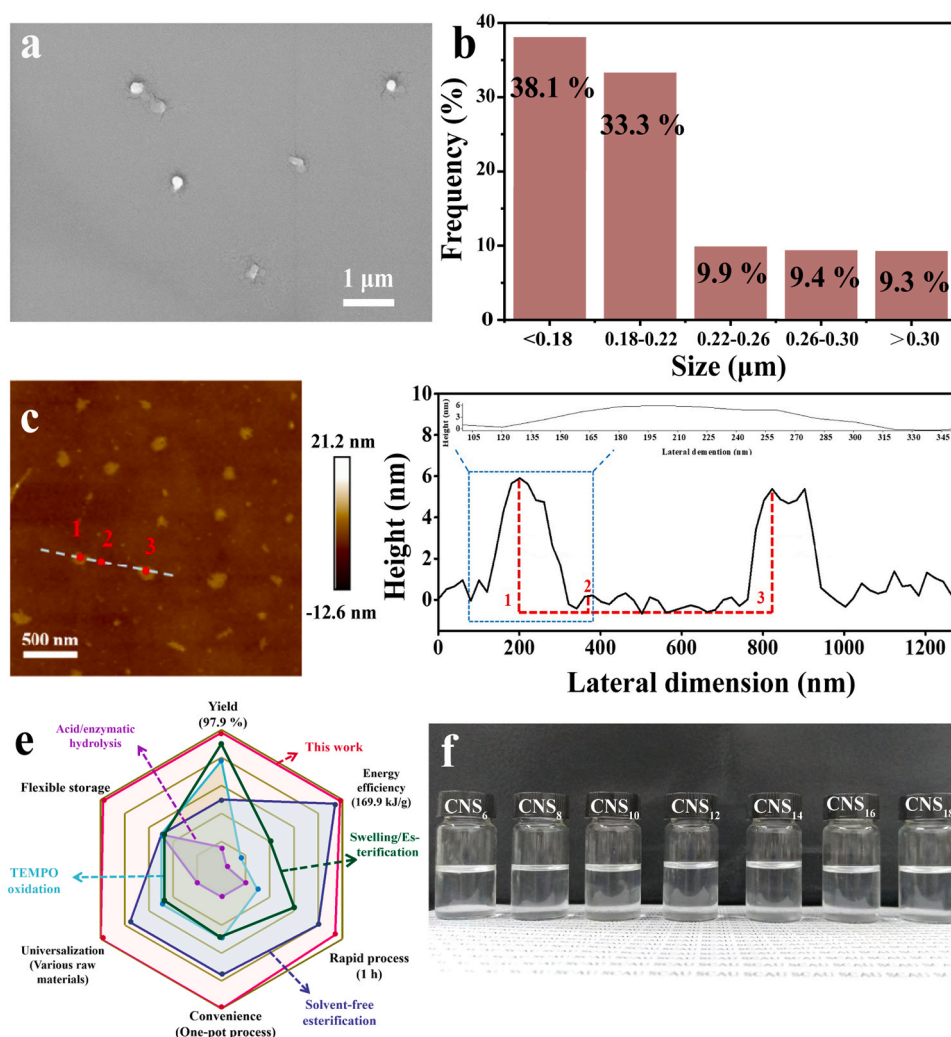 a
1 μm
b
Frequency (%)
40
30
20
10
0
38.1 %
33.3 %
9.9 %
9.4 %
9.3 %
<0.18
0.18-0.22
0.22-0.26
0.26-0.30
>0.30
Size (μm)
c
1
2
3
500 nm
21.2 nm
-12.6 nm
Height (nm)
10
8
6
4
2
0
Height (nm)
6
3
0
105
120
135
150
165
180
195
210
225
240
255
270
285
300
315
330
345
Lateral demention (nm)
1
2
3
0
200
400
600
800
1000
1200
Lateral dimension (nm)
e
Yield
(97.9 %)
Acid/enzymatic
hydrolysis
This work
Flexible storage
Energy
efficiency
(169.9 kJ/g)
Swelling/Es-
terification
TEMPO
oxidation
Universalization
(Various raw
materials)
Rapid process
(1 h)
Convenience
(One-pot process)
Solvent-free
esterification
f
CNS6
CNS8
CNS10
CNS12
CNS14
CNS16
CNS18